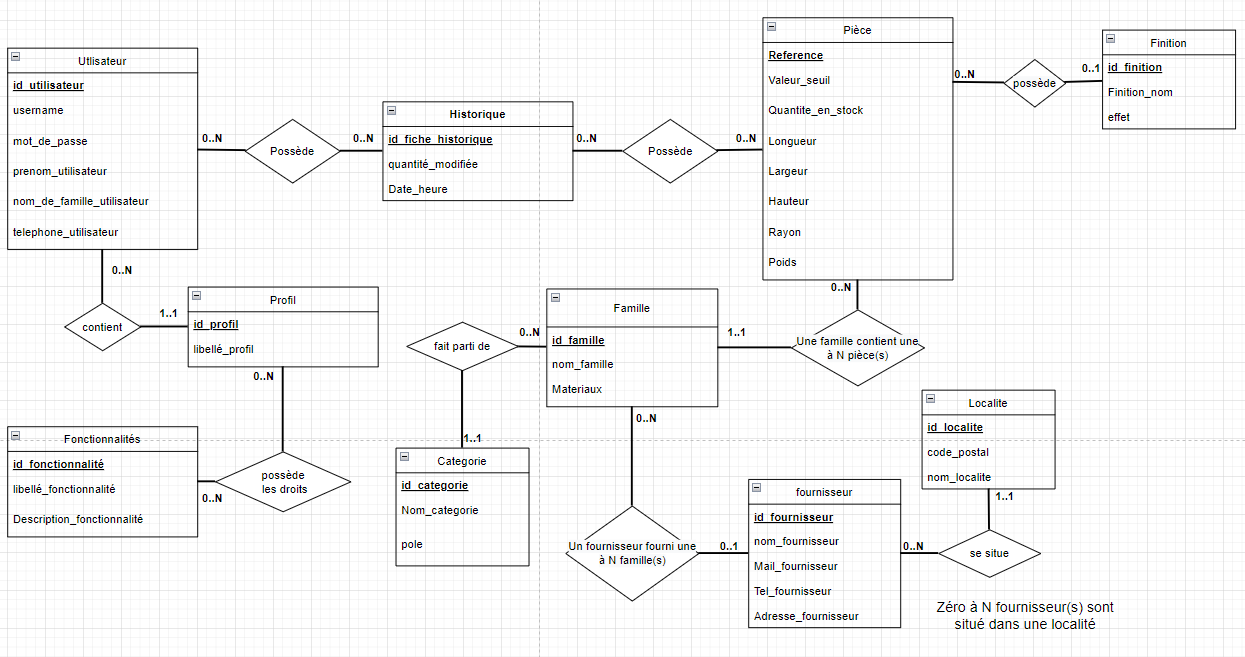 Utlisateur
id_utilisateur
username
mot_de_passe
prenom_utilisateur
nom_de_famille_utilisateur
telephone_utilisateur
0..N
Possède
0..N
Historique
id_fiche_historique
quantité_modifiée
Date_heure
0..N
Possède
0..N
Pièce
Reference
Valeur_seuil
Quantite_en_stock
Longueur
Largeur
Hauteur
Rayon
Poids
0..N
possède
0..1
Finition
id_finition
Finition_nom
effet
0..N
contient
1..1
Profil
id_profil
libellé_profil
0..N
possède
les droits
0..N
Fonctionnalités
id_fonctionnalité
libellé_fonctionnalité
Description_fonctionnalité
fait parti de
0..N
1..1
Categorie
id_categorie
Nom_categorie
pole
Famille
id_famille
nom_famille
Materiaux
1..1
0..N
Une famille contient une
à N pièce(s)
0..N
Un fournisseur fourni une
à N famille(s)
0..1
fournisseur
id_fournisseur
nom_fournisseur
Mail_fournisseur
Tel_fournisseur
Adresse_fournisseur
0..N
se situe
1..1
Localite
id_localite
code_postal
nom_localite
Zéro à N fournisseur(s) sont
situé dans une localité